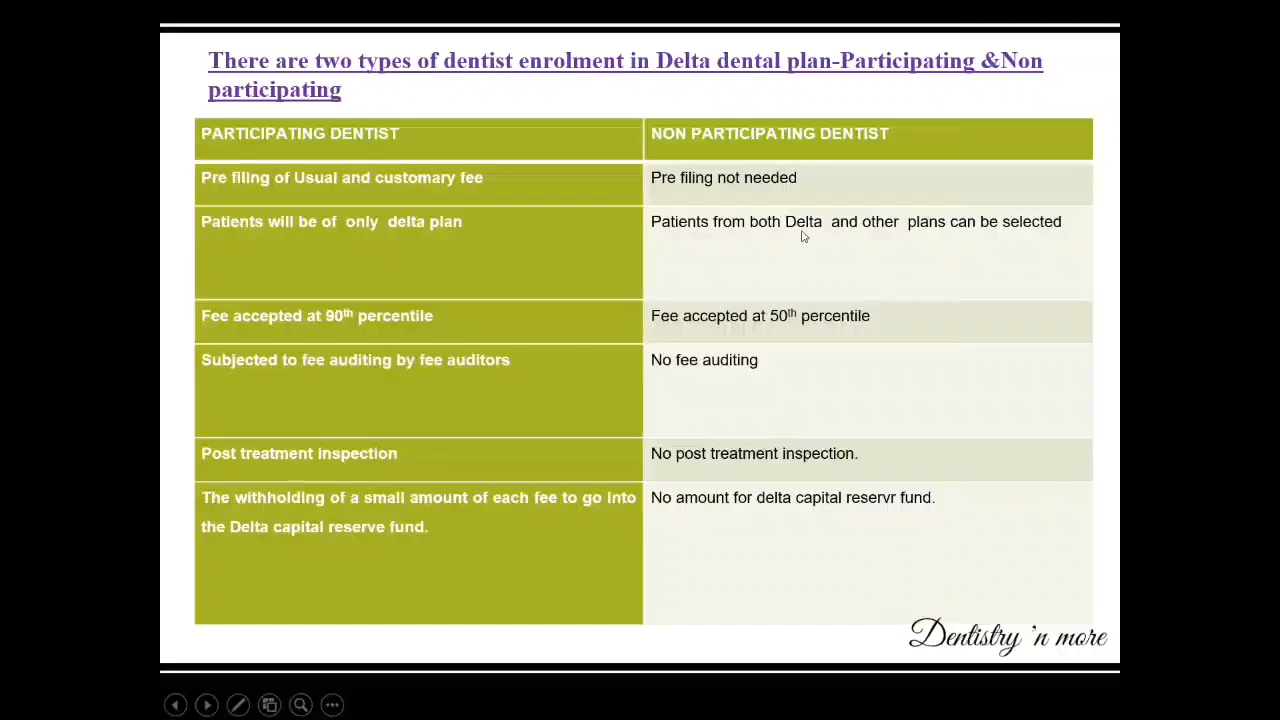 There are two types of dentist enrolment in Delta dental plan-Participating &Non
participating
PARTICIPATING DENTIST
NON PARTICIPATING DENTIST
Pre filing of Usual and customary fee
Pre filing not needed
Patients will be of only delta plan
Patients from both Delta and other plans can be selected
Fee accepted at 90th percentile
Fee accepted at 50th percentile
Subjected to fee auditing by fee auditors
No fee auditing
Post treatment inspection
No post treatment inspection.
The withholding of a small amount of each fee to go into
the Delta capital reserve fund.
No amount for delta capital reservr fund.
Dentistry 'n more